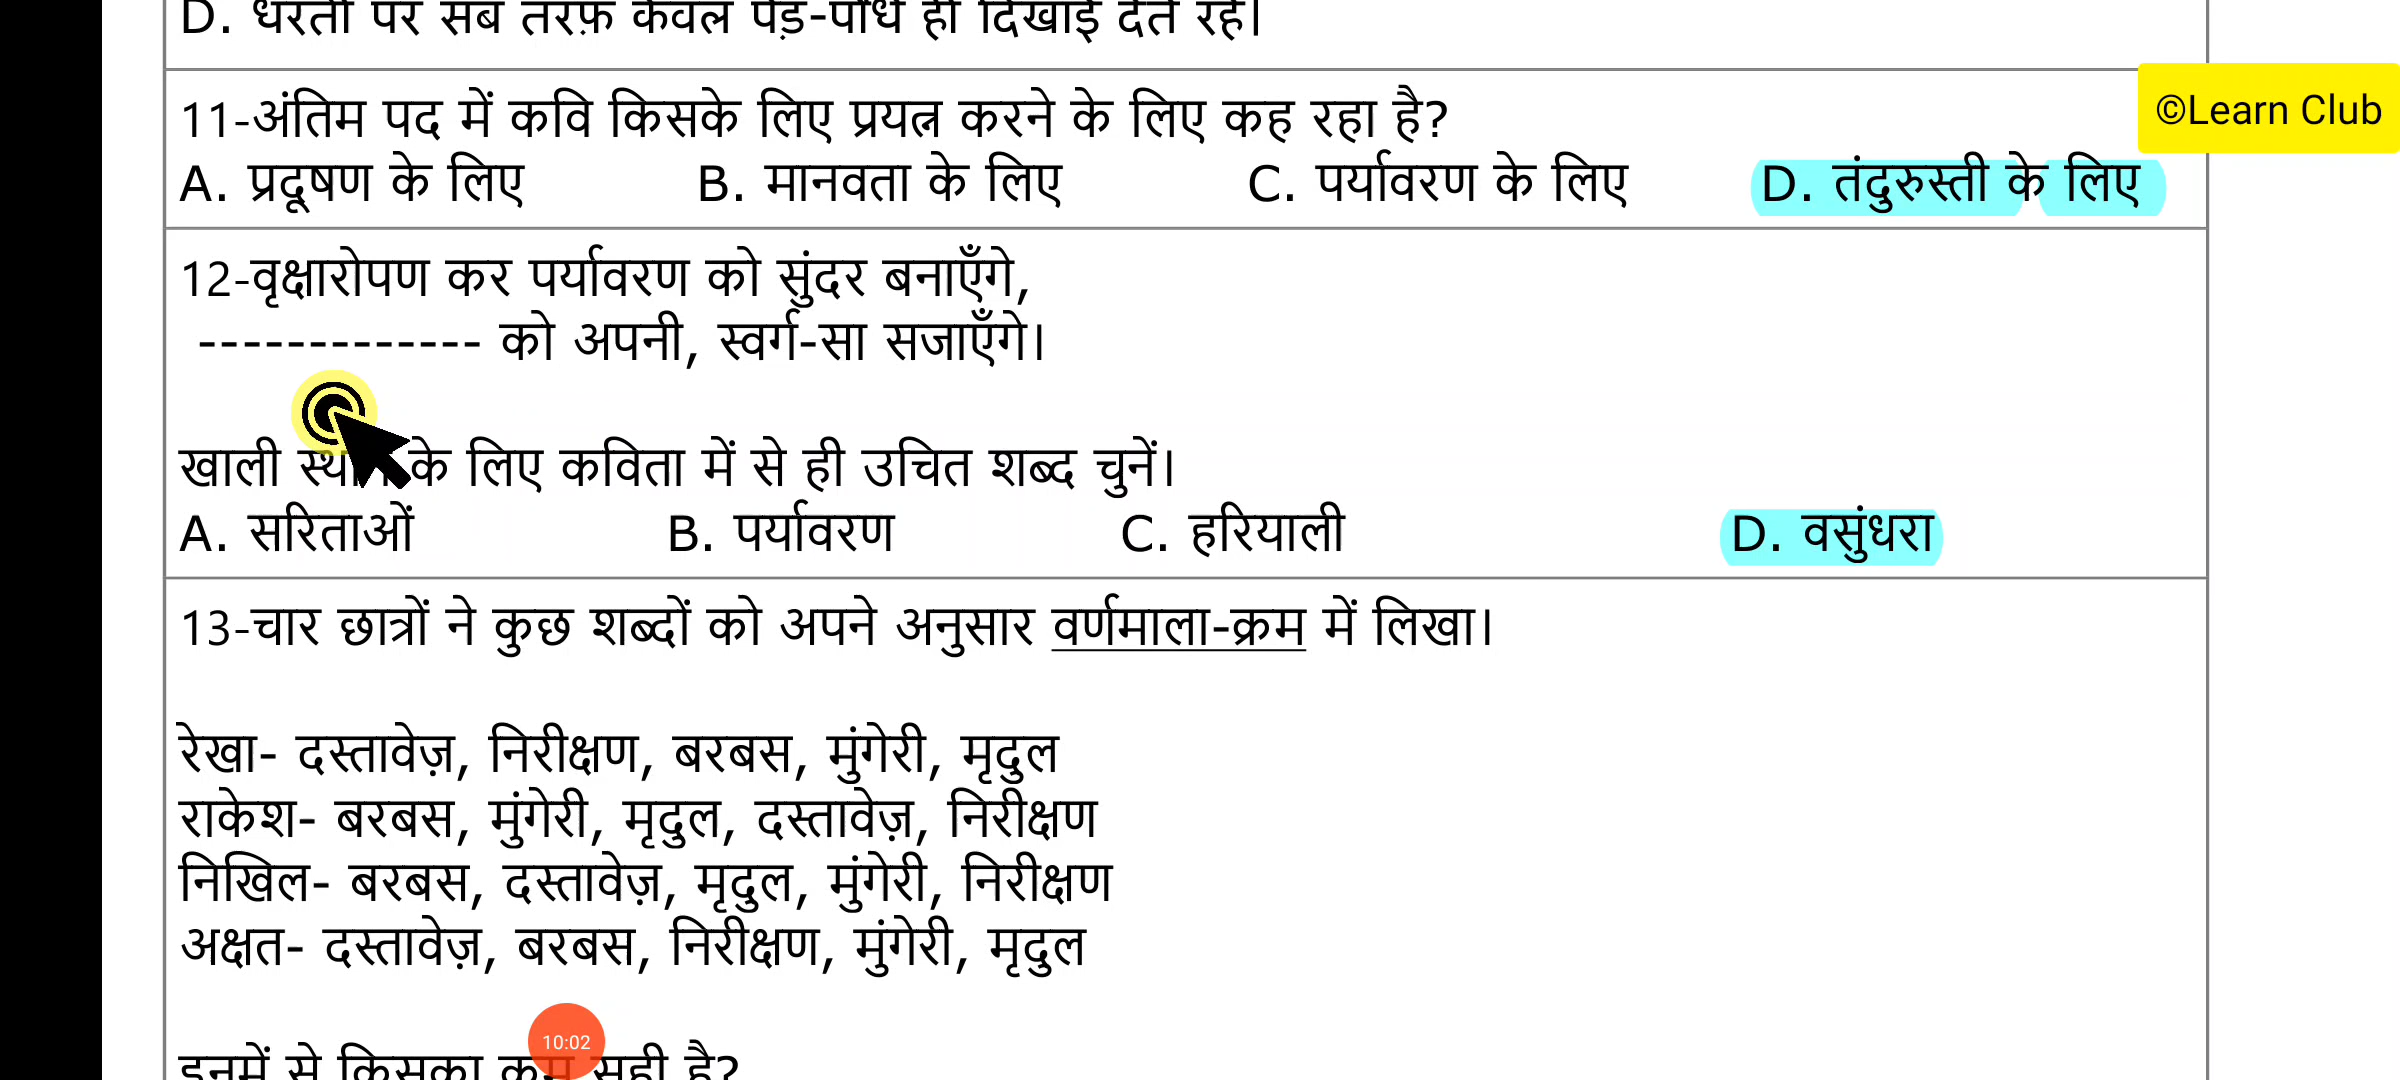 D. धरती पर सब तरफ़ केवल पेड़-पौधे ही दिखाई देते रहें।
©Learn Club
11-अंतिम पद में कवि किसके लिए प्रयत्न करने के लिए कह रहा है?
A. प्रदूषण के लिए B. मानवता के लिए C. पर्यावरण के लिए D. तंदुरुस्ती के लिए
12-वृक्षारोपण कर पर्यावरण को सुंदर बनाएँगे,
------------- को अपनी, स्वर्ग-सा सजाएँगे।
खाली के लिए कविता में से ही उचित शब्द चुनें।
A. सरिताओं B. पर्यावरण C. हरियाली D. वसुंधरा
13-चार छात्रों ने कुछ शब्दों को अपने अनुसार वर्णमाला-क्रम में लिखा।
रेखा- दस्तावेज़, निरीक्षण, बरबस, मुंगेरी, मृदुल
राकेश- बरबस, मुंगेरी, मृदुल, दस्तावेज़, निरीक्षण
निखिल- बरबस, दस्तावेज़, मृदुल, मुंगेरी, निरीक्षण
अक्षत- दस्तावेज़, बरबस, निरीक्षण, मुंगेरी, मृदुल
10:02
इनमें से किसका क्रम सही है?